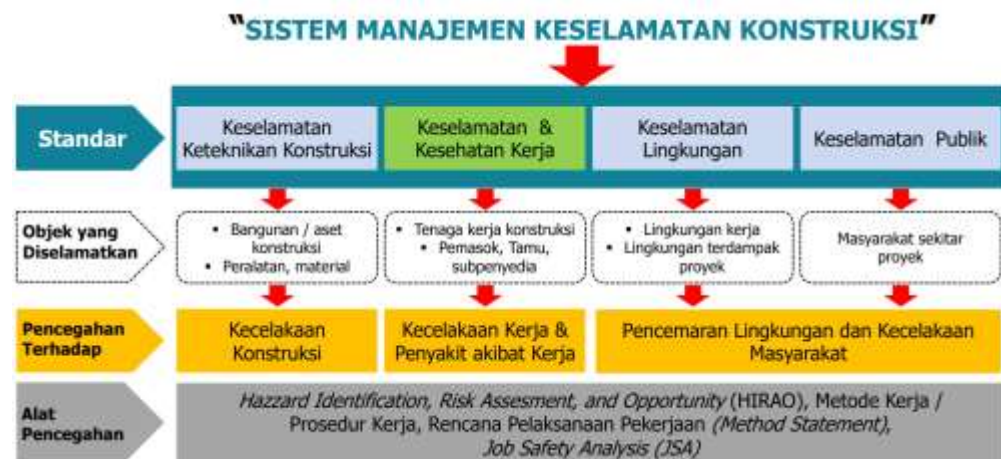 "SISTEM MANAJEMEN KESELAMATAN KONSTRUKSI"
Standar
Keselamatan
Keteknikan Konstruksi
Keselamatan &
Kesehatan Kerja
Keselamatan
Lingkungan
Keselamatan Publik
Objek yang
Diselamatkan
• Bangunan / aset
konstruksi
• Peralatan, material
• Tenaga kerja konstruksi
• Pemasok, Tamu,
subpenyedia
• Lingkungan kerja
• Lingkungan terdampak
proyek
Masyarakat sekitar
proyek
Pencegahan
Terhadap
Kecelakaan
Konstruksi
Kecelakaan Kerja &
Penyakit akibat Kerja
Pencemaran Lingkungan dan Kecelakaan
Masyarakat
Alat
Pencegahan
Hazzard Identification, Risk Assesment, and Opportunity (HIRAO), Metode Kerja /
Prosedur Kerja, Rencana Pelaksanaan Pekerjaan (Method Statement),
Job Safety Analysis (JSA)